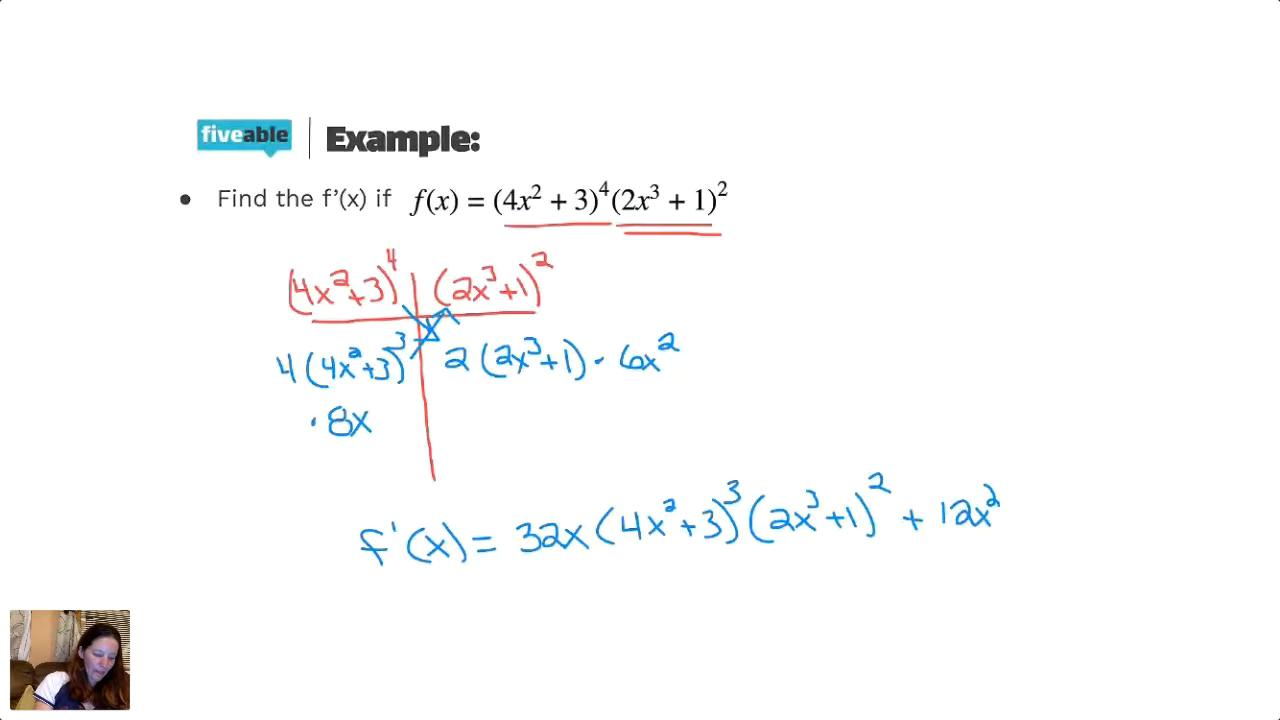 fiveable Example:
• Find the f'(x) if f(x) = (4x² + 3)⁴(2x³ + 1)²
(4x²+3)⁴ (2x³+1)²
4(4x²+3)³ 2(2x³+1) · 6x²
· 8x
f'(x) = 32x(4x²+3)³(2x³+1)² + 12x²